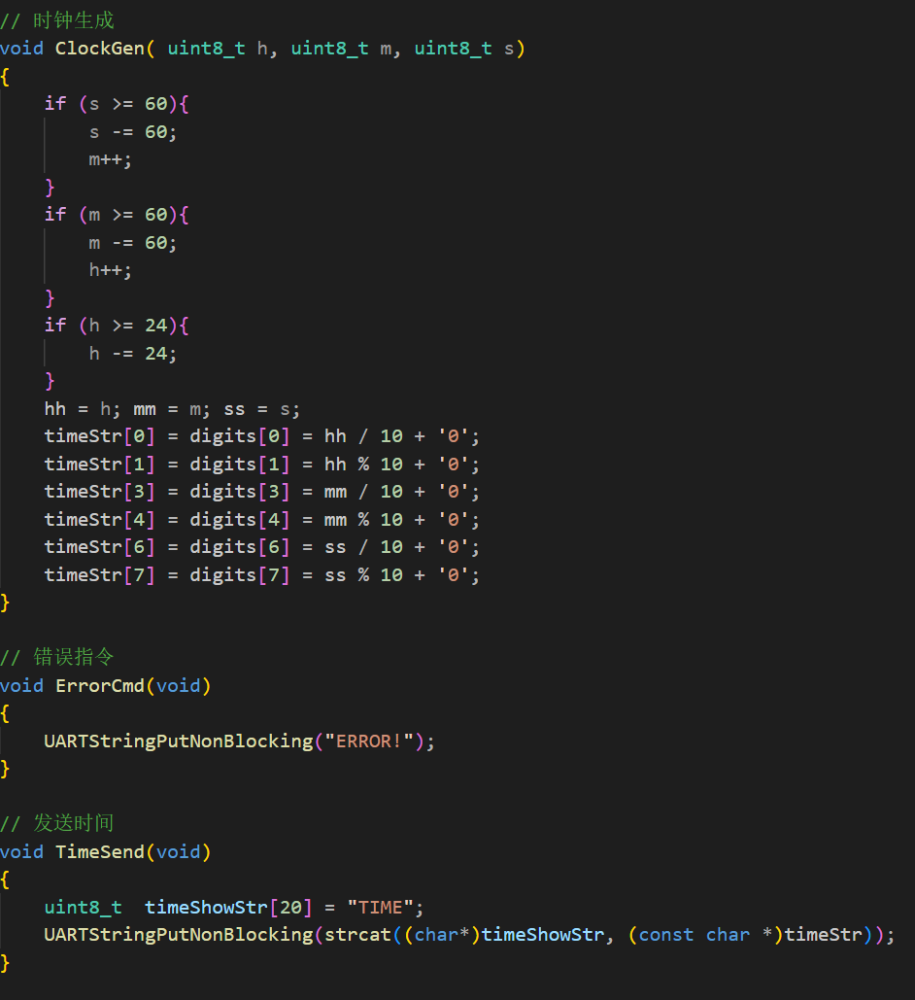 // 时钟生成
void ClockGen( uint8_t h, uint8_t m, uint8_t s)
{
    if (s >= 60){
        s -= 60;
        m++;
    }
    if (m >= 60){
        m -= 60;
        h++;
    }
    if (h >= 24){
        h -= 24;
    }
    hh = h; mm = m; ss = s;
    timeStr[0] = digits[0] = hh / 10 + '0';
    timeStr[1] = digits[1] = hh % 10 + '0';
    timeStr[3] = digits[3] = mm / 10 + '0';
    timeStr[4] = digits[4] = mm % 10 + '0';
    timeStr[6] = digits[6] = ss / 10 + '0';
    timeStr[7] = digits[7] = ss % 10 + '0';
}
// 错误指令
void ErrorCmd(void)
{
    UARTStringPutNonBlocking("ERROR!");
}
// 发送时间
void TimeSend(void)
{
    uint8_t  timeShowStr[20] = "TIME";
    UARTStringPutNonBlocking(strcat((char*)timeShowStr, (const char *)timeStr));
}